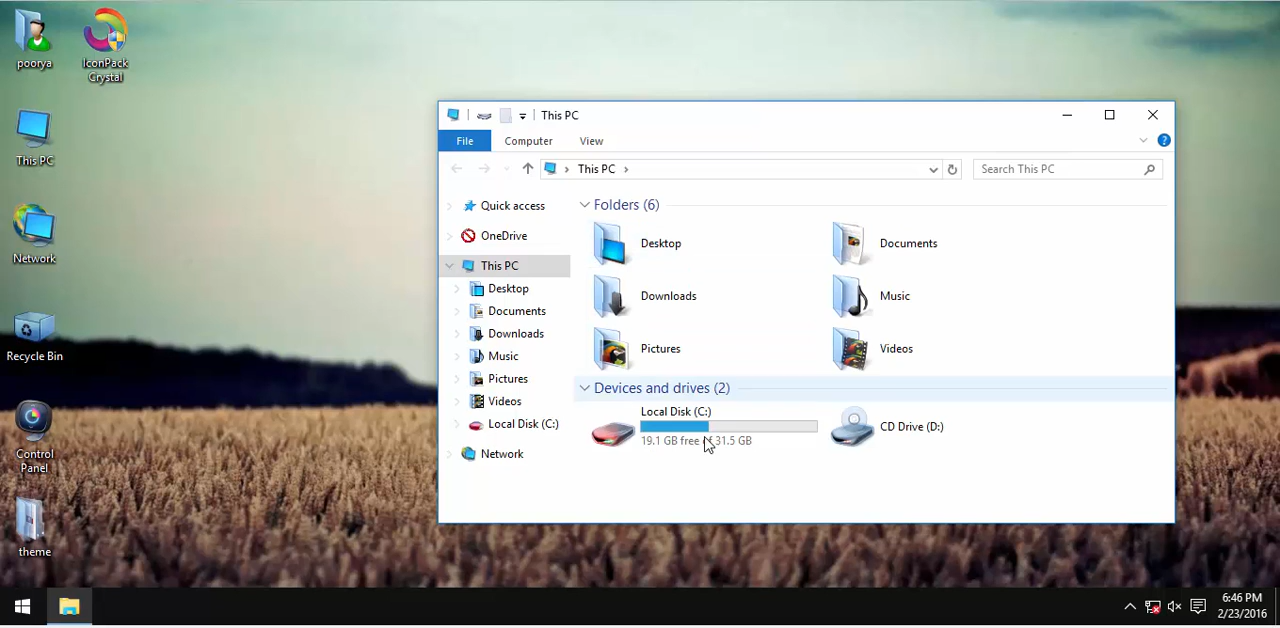 poorya
IconPack
Crystal
This PC
Network
Recycle Bin
Control
Panel
theme
This PC
File
Computer
View
This PC
Search This PC
Quick access
OneDrive
This PC
Desktop
Documents
Downloads
Music
Pictures
Videos
Local Disk (C:)
Network
Folders (6)
Desktop
Documents
Downloads
Music
Pictures
Videos
Devices and drives (2)
Local Disk (C:)
19.1 GB free of 31.5 GB
CD Drive (D:)
6:46 PM
2/23/2016